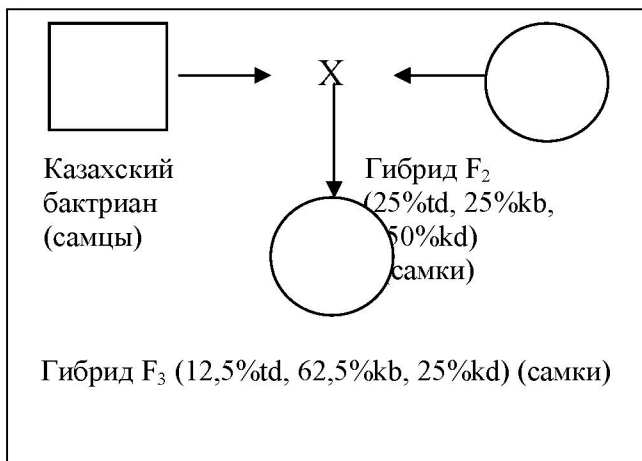 X
Казахский
бактриан
(самцы)
Гибрид F₂
(25%td, 25%kb,
50%kd)
самки)
Гибрид F₃ (12,5%td, 62,5%kb, 25%kd) (самки)